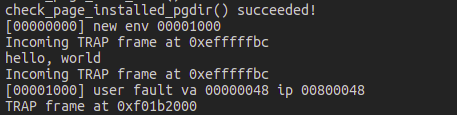 check_page_installed_pgdir() succeeded!
[00000000] new env 00001000
Incoming TRAP frame at 0xefffffbc
hello, world
Incoming TRAP frame at 0xefffffbc
[00001000] user fault va 00000048 ip 00800048
TRAP frame at 0xf01b2000